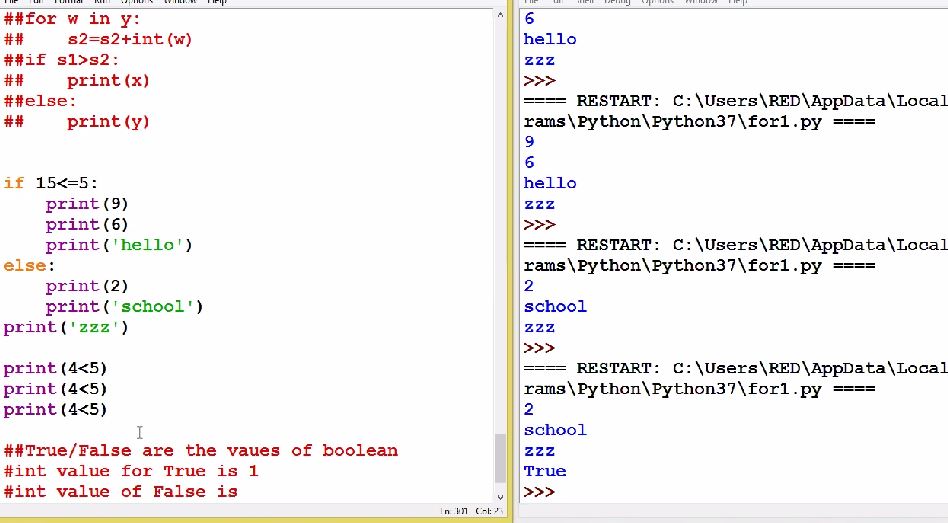 ##for w in y:
##    s2=s2+int(w)
##if s1>s2:
##    print(x)
##else:
##    print(y)
if 15<=5:
    print(9)
    print(6)
    print('hello')
else:
    print(2)
    print('school')
print('zzz')
print(4<5)
print(4<5)
print(4<5)
##True/False are the vaues of boolean
#int value for True is 1
#int value of False is
Ln: 301 Col: 23
6
hello
zzz
>>>
==== RESTART: C:\Users\RED\AppData\Local
rams\Python\Python37\for1.py ====
9
6
hello
zzz
>>>
==== RESTART: C:\Users\RED\AppData\Local
rams\Python\Python37\for1.py ====
2
school
zzz
>>>
==== RESTART: C:\Users\RED\AppData\Local
rams\Python\Python37\for1.py ====
2
school
zzz
True
>>>